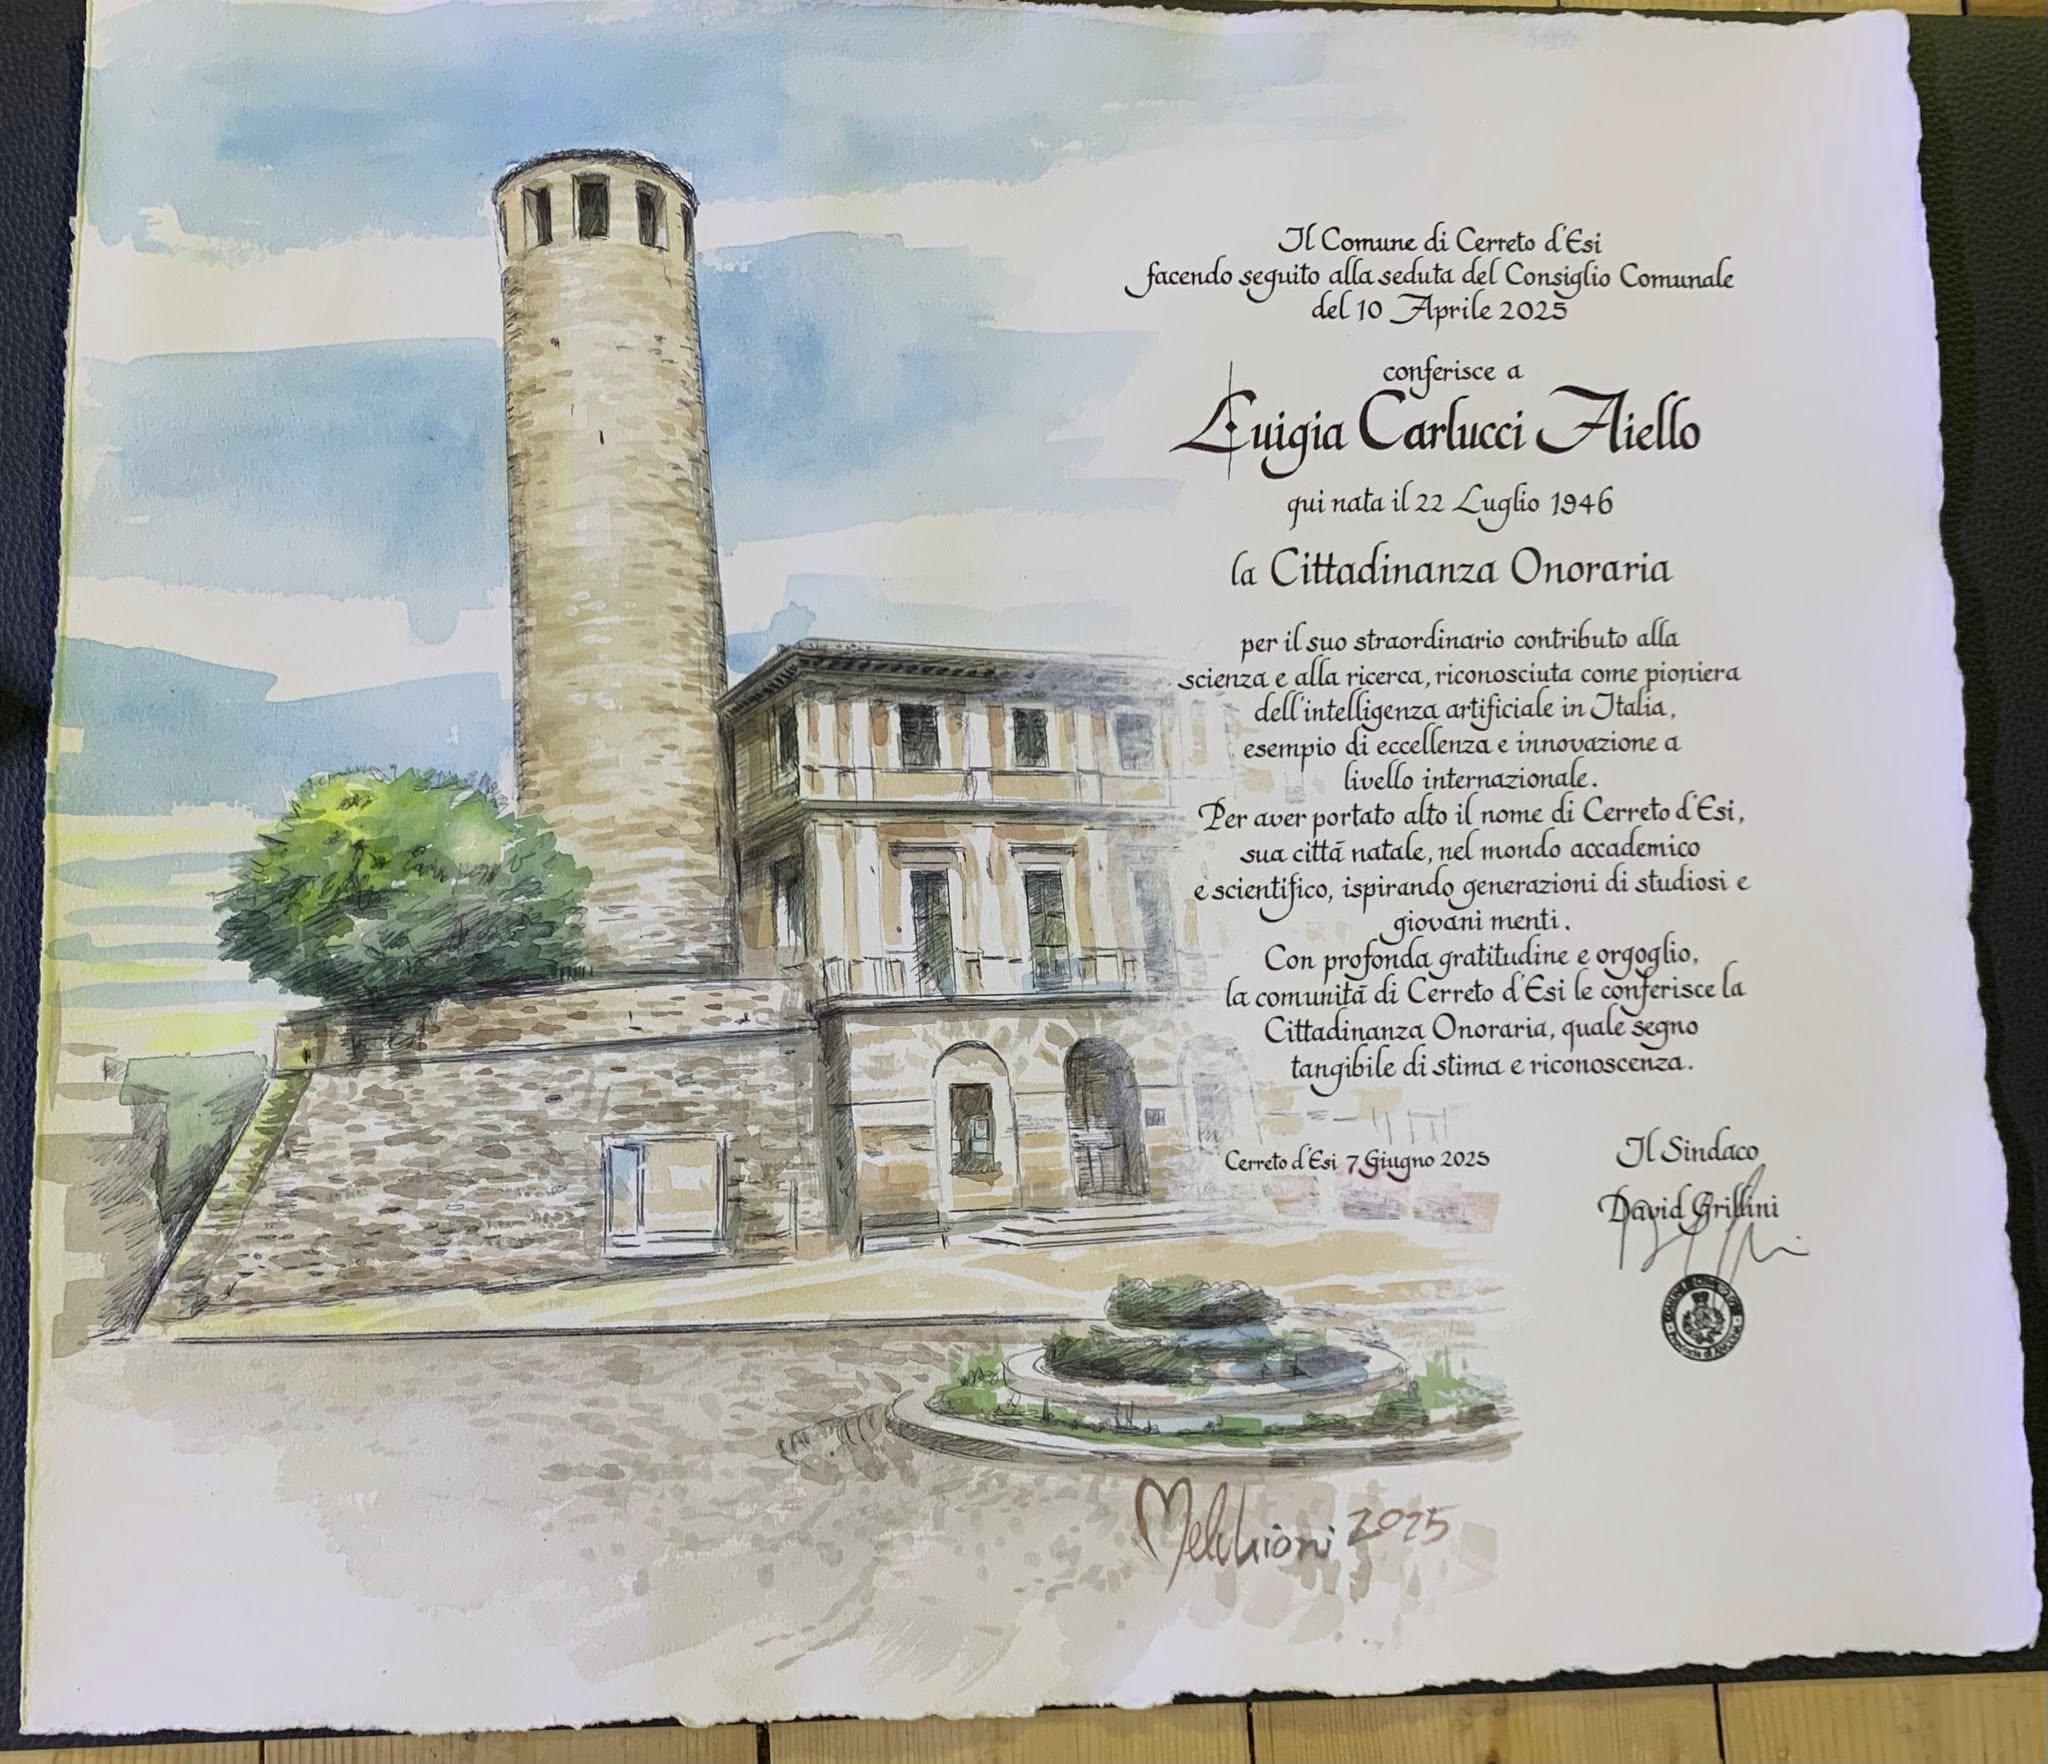 Il Comune di Cerreto d'Esi
facendo seguito alla seduta del Consiglio Comunale
del 10 Aprile 2025
conferisce a
Luigia Carlucci Aiello
qui nata il 22 Luglio 1946
la Cittadinanza Onoraria
per il suo straordinario contributo alla
scienza e alla ricerca, riconosciuta come pioniera
dell'intelligenza artificiale in Italia,
esempio di eccellenza e innovazione a
livello internazionale.
Per aver portato alto il nome di Cerreto d'Esi,
sua cittā natale, nel mondo accademico
e scientifico, ispirando generazioni di studiosi e
giovani menti.
Con profonda gratitudine e orgoglio,
la comunitā di Cerreto d'Esi le conferisce la
Cittadinanza Onoraria, quale segno
tangibile di stima e riconoscenza.
Cerreto d'Esi 7 Giugno 2025
Il Sindaco
David Grillini
Melchioni 2025